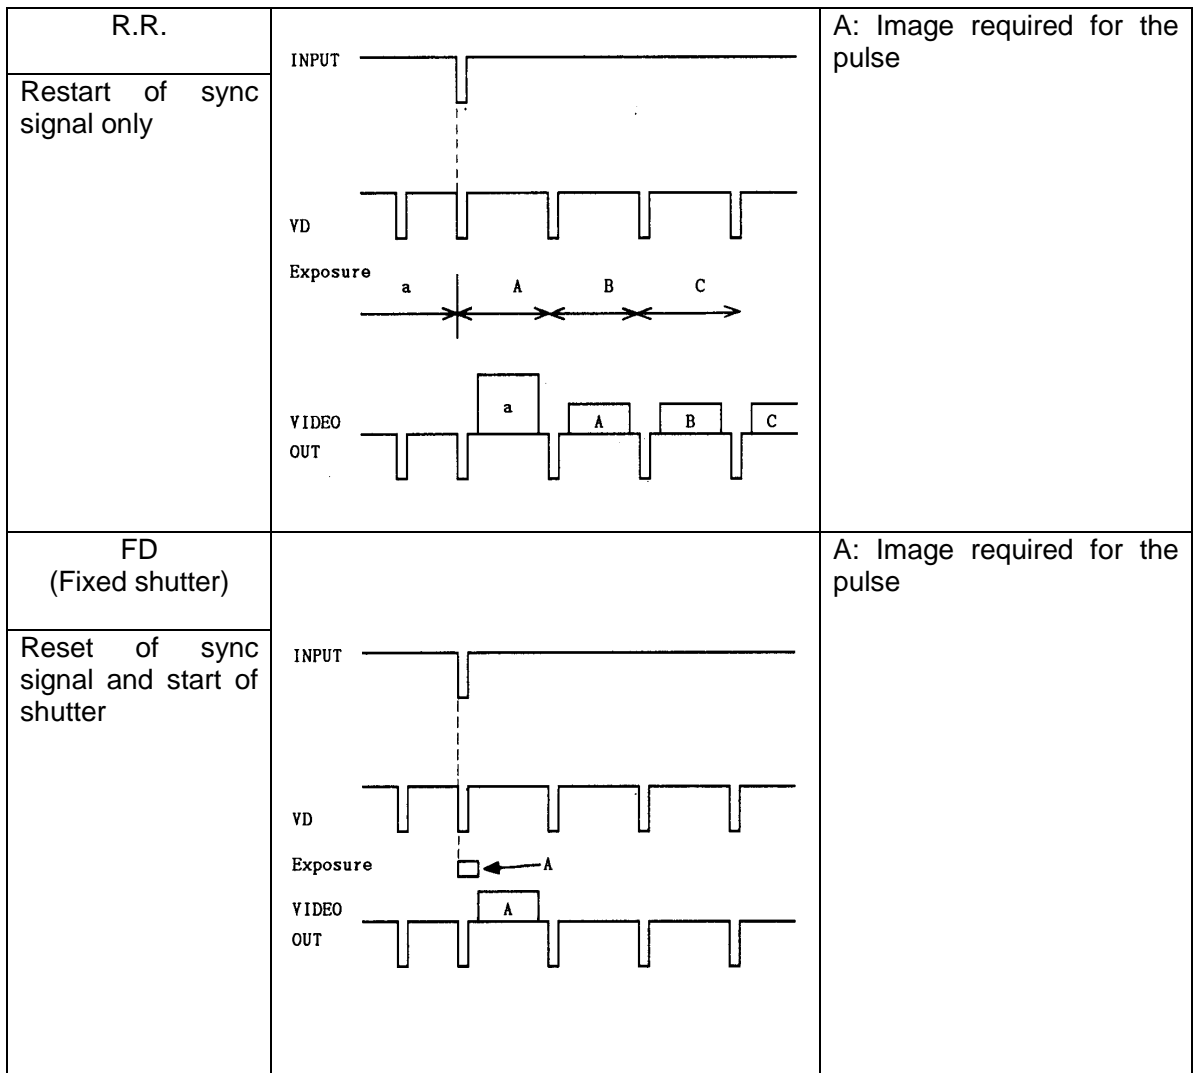 R.R.
Restart of sync
signal only
INPUT
VD
Exposure
a A B C
a A B C
VIDEO
OUT
A: Image required for the
pulse
FD
(Fixed shutter)
Reset of sync
signal and start of
shutter
INPUT
VD
Exposure A
VIDEO A
OUT
A: Image required for the
pulse